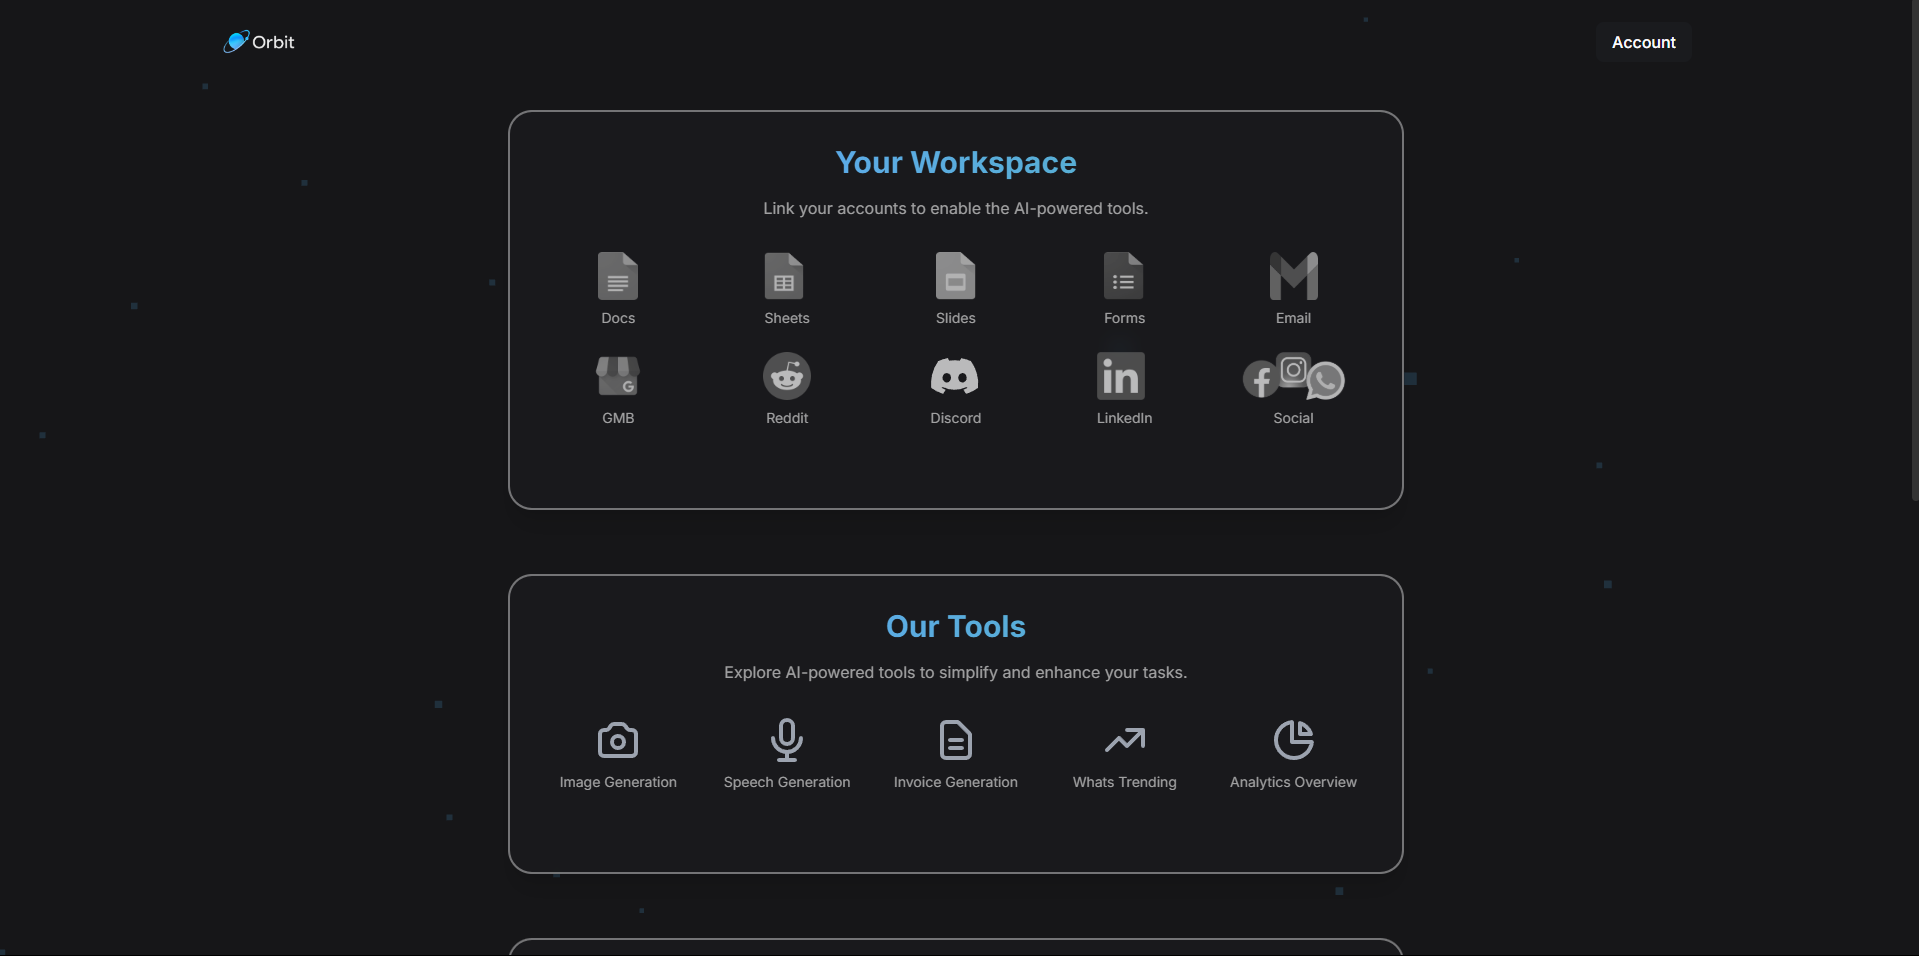 Orbit
Account
Your Workspace
Link your accounts to enable the AI-powered tools.
Docs Sheets Slides Forms Email
GMB Reddit Discord LinkedIn Social
Our Tools
Explore AI-powered tools to simplify and enhance your tasks.
Image Generation Speech Generation Invoice Generation Whats Trending Analytics Overview